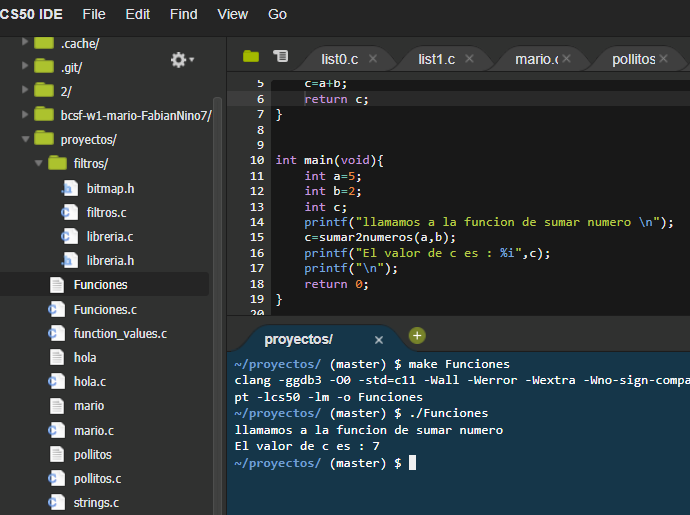 CS50 IDE File Edit Find View Go
.cache/
.git/
2/
bcsf-w1-mario-FabianNino7/
proyectos/
filtros/
bitmap.h
filtros.c
libreria.c
libreria.h
Funciones
Funciones.c
function_values.c
hola
hola.c
mario
mario.c
pollitos
pollitos.c
strings.c
list0.c × list1.c × mario.c × pollitos ×
5 c=a+b;
6 return c;
7 }
8
9
10 int main(void){
11 int a=5;
12 int b=2;
13 int c;
14 printf("llamamos a la funcion de sumar numero \n");
15 c=sumar2numeros(a,b);
16 printf("El valor de c es : %i",c);
17 printf("\n");
18 return 0;
19 }
20
proyectos/ ×
~/proyectos/ (master) $ make Funciones
clang -ggdb3 -O0 -std=c11 -Wall -Werror -Wextra -Wno-sign-compa
pt -lcs50 -lm -o Funciones
~/proyectos/ (master) $ ./Funciones
llamamos a la funcion de sumar numero
El valor de c es : 7
~/proyectos/ (master) $